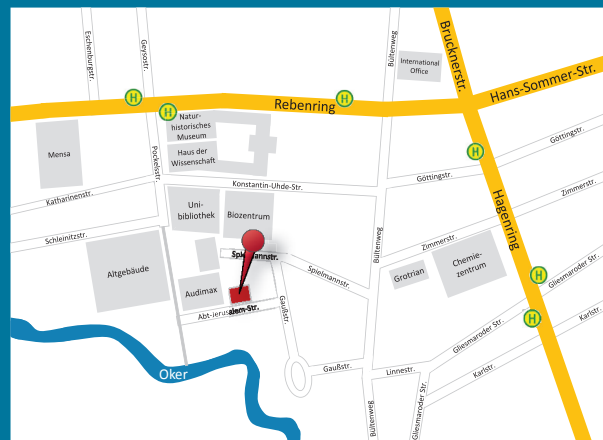 Eschenburgstr.
Geysostr.
Bültenweg
International
Office
Brucknerstr.
Hans-Sommer-Str.
H
H
H
Rebenring
Natur-
historisches
Museum
Haus der
Wissenschaft
Mensa
Pockelsstr.
H
Göttingstr.
Göttingstr.
Konstantin-Uhde-Str.
Katharinenstr.
Zimmerstr.
Hagenring
Uni-
bibliothek
Biozentrum
Schleinitzstr.
Bültenweg
Zimmerstr.
Spielmannstr.
Altgebäude
Chemie-
zentrum
Grotrian
Spielmannstr.
H
Gliesmaroder Str.
Audimax
Gaußstr.
Abt-Jerusalem-Str.
H
Karlstr.
Gliesmaroder Str.
Oker
Gaußstr.
Linnestr.
Karlstr.
Bültenweg
Gliesmaroder Str.